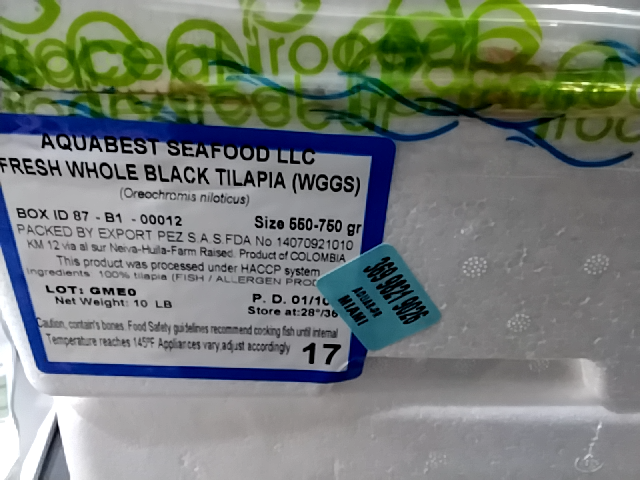 AQUABEST SEAFOOD LLC
FRESH WHOLE BLACK TILAPIA (WGGS)
(Oreochromis niloticus)
BOX ID 87 - B1 - 00012 Size 550-750 gr
PACKED BY EXPORT PEZ S.A.S.FDA No 14070921010
KM 12 via al sur Neiva-Huila-Farm Raised. Product of COLOMBIA
This product was processed under HACCP system
Ingredients: 100% tilapia (FISH / ALLERGEN PROD
LOT: GME0 P. D. 01/10
Net Weight: 10 LB Store at:28°/36
Caution, contain's bones. Food Safety guidelines recommend cooking fish until internal
Temperature reaches 145ºF Appliances vary,adjust accordingly
17
MIAMI